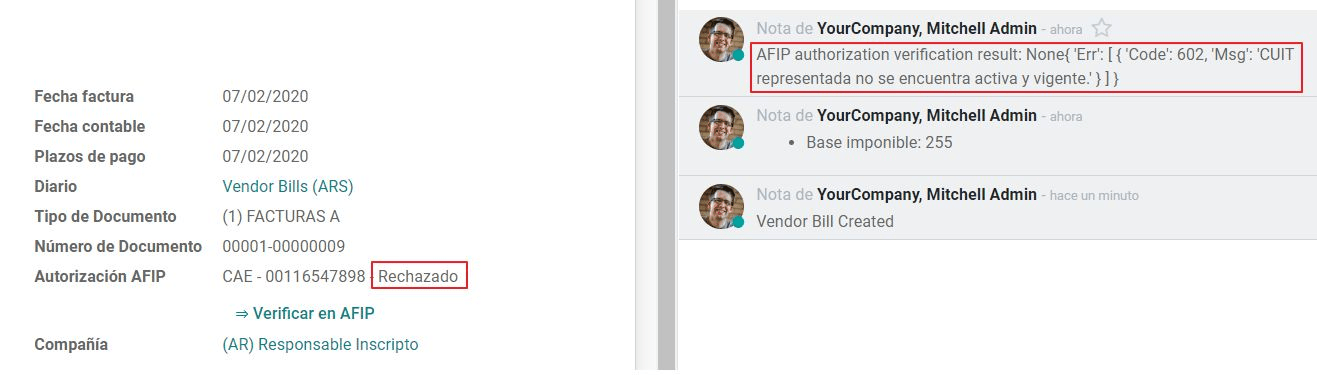 Fecha factura 07/02/2020
Fecha contable 07/02/2020
Plazos de pago 07/02/2020
Diario Vendor Bills (ARS)
Tipo de Documento (1) FACTURAS A
Número de Documento 00001-00000009
Autorización AFIP CAE - 00116547898 - Rechazado
⇒ Verificar en AFIP
Compañía (AR) Responsable Inscripto
Nota de YourCompany, Mitchell Admin - ahora
AFIP authorization verification result: None{ 'Err': [ { 'Code': 602, 'Msg': 'CUIT
representada no se encuentra activa y vigente.' } ] }
Nota de YourCompany, Mitchell Admin - ahora
• Base imponible: 255
Nota de YourCompany, Mitchell Admin - hace un minuto
Vendor Bill Created